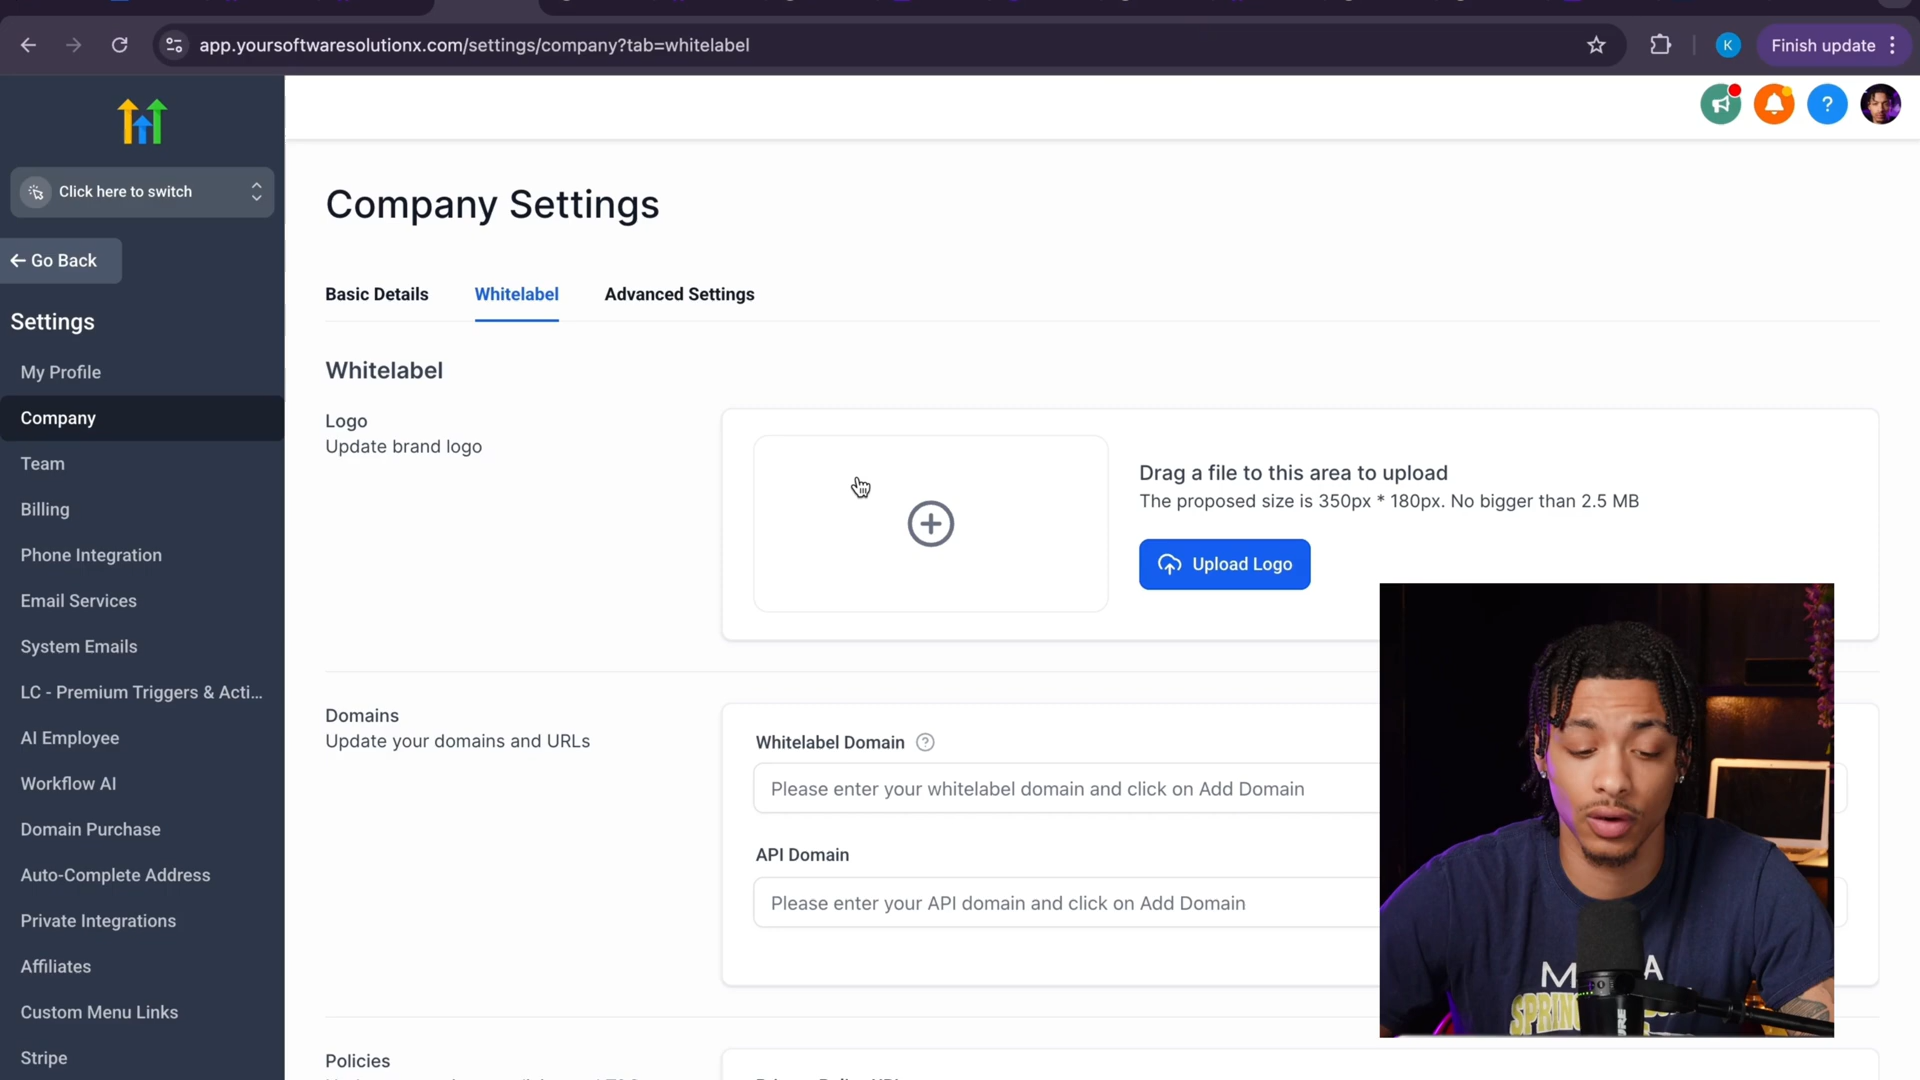 app.yoursoftwaresolutionx.com/settings/company?tab=whitelabel
K
Finish update
Click here to switch
?
Go Back
Company Settings
Basic Details
Whitelabel
Advanced Settings
Settings
My Profile
Company
Team
Billing
Phone Integration
Email Services
System Emails
LC - Premium Triggers & Acti...
AI Employee
Workflow AI
Domain Purchase
Auto-Complete Address
Private Integrations
Affiliates
Custom Menu Links
Stripe
Whitelabel
Logo
Update brand logo
Drag a file to this area to upload
The proposed size is 350px * 180px. No bigger than 2.5 MB
Upload Logo
Domains
Update your domains and URLs
Whitelabel Domain ?
Please enter your whitelabel domain and click on Add Domain
API Domain
Please enter your API domain and click on Add Domain
Policies